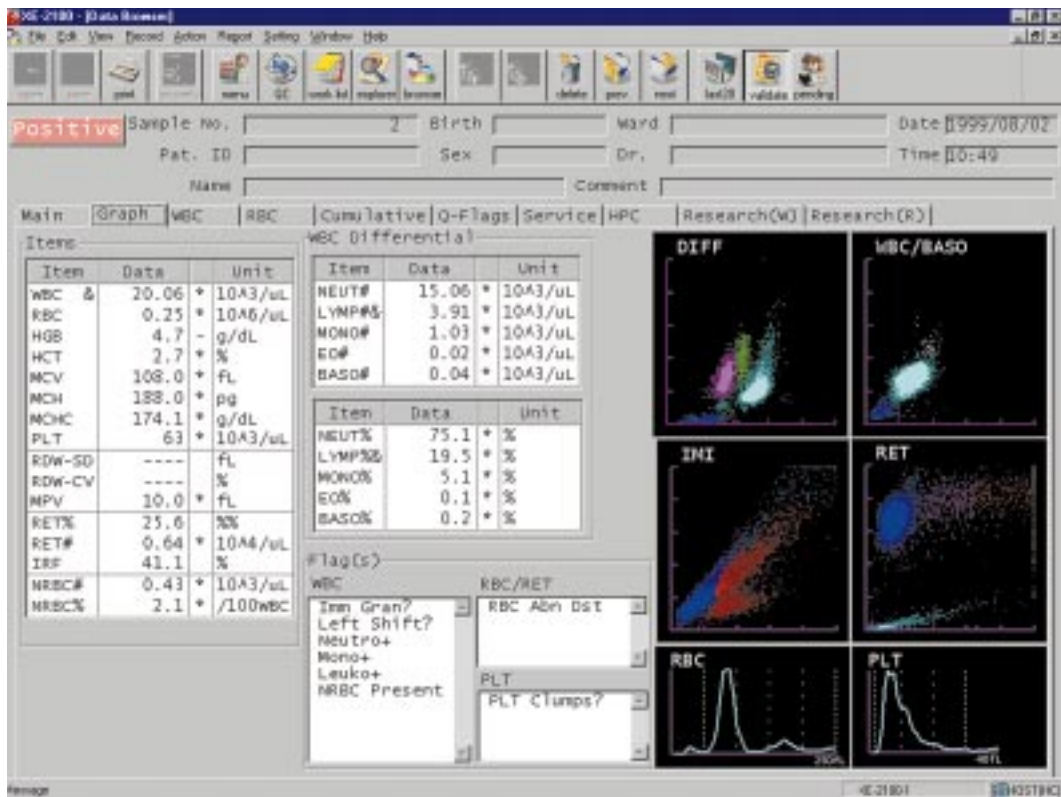 XE-2100 - [Data Browser]
File Edit View Record Action Report Setting Window Help
print menu QC work list explorer browser delete prev. next last20 validate pending
Positive Sample No. 2 Birth Ward Date 1999/08/02
Pat. ID Sex Dr. Time 10:49
Name Comment
Main Graph WBC RBC Cumulative Q-Flags Service HPC Research(W) Research(R)
Items
Item Data Unit
WBC & 20.06 * 10^3/uL
RBC 0.25 * 10^6/uL
HGB 4.7 - g/dL
HCT 2.7 * %
MCV 108.0 * fL
MCH 188.0 * pg
MCHC 174.1 * g/dL
PLT 63 * 10^3/uL
RDW-SD ---- fL
RDW-CV ---- %
MPV 10.0 * fL
RET% 25.6 %%
RET# 0.64 * 10^4/uL
IRF 41.1 %
NRBC# 0.43 * 10^3/uL
NRBC% 2.1 * /100WBC
WBC Differential
Item Data Unit
NEUT# 15.06 * 10^3/uL
LYMP#& 3.91 * 10^3/uL
MONO# 1.03 * 10^3/uL
EO# 0.02 * 10^3/uL
BASO# 0.04 * 10^3/uL
Item Data Unit
NEUT% 75.1 * %
LYMP%& 19.5 * %
MONO% 5.1 * %
EO% 0.1 * %
BASO% 0.2 * %
Flag(s)
WBC
Imm Gran?
Left Shift?
Neutro+
Mono+
Leuko+
NRBC Present
RBC/RET
RBC Abn Dst
PLT
PLT Clumps?
DIFF
WBC/BASO
IMI
RET
RBC
250fL
PLT
40fL
Message XE-2100-1 HOST